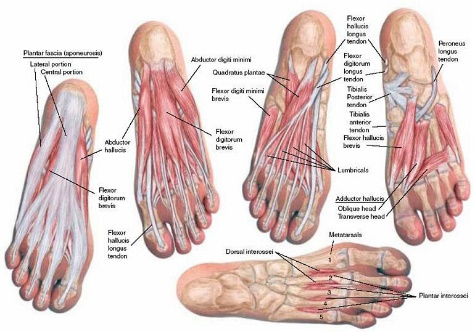 Plantar fascia (aponeurosis)
Lateral portion
Central portion
Flexor
digitorum
brevis
Abductor
hallucis
Abductor digiti minimi
Flexor
digitorum
brevis
Flexor
hallucis
longus
tendon
Flexor
hallucis
longus
tendon
Quadratus plantae
Flexor
digitorum
longus
tendon
Flexor digiti minimi
brevis
Lumbricals
Peroneus
longus
tendon
Tibialis
Posterior
tendon
Tibialis
anterior
tendon
Flexor hallucis
brevis
Adductor hallucis
Oblique head
Transverse head
Metatarsals
Dorsal interossei
1
2
3
4
5
Plantar interossei